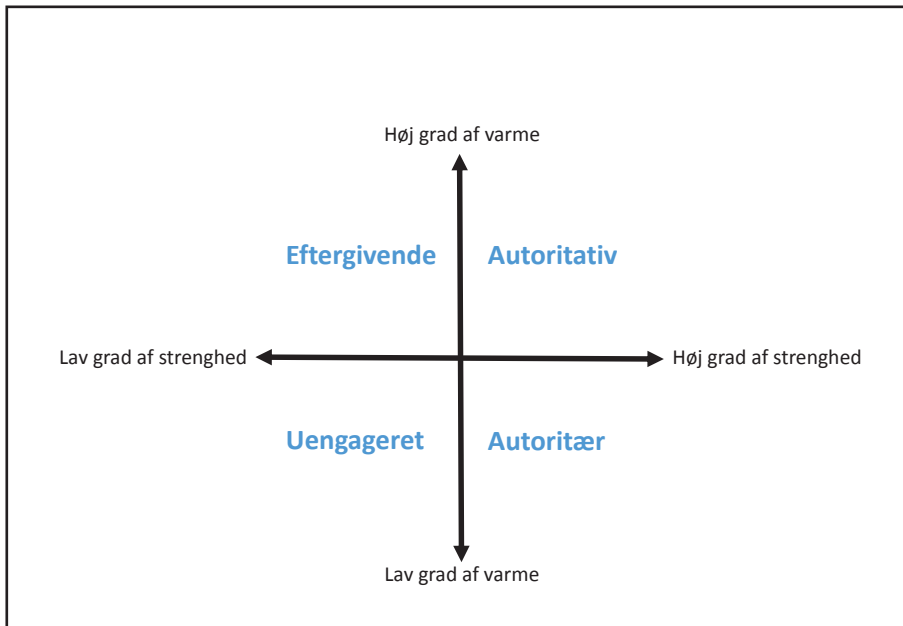 Høj grad af varme
Eftergivende
Autoritativ
Lav grad af strenghed
Høj grad af strenghed
Uengageret
Autoritær
Lav grad af varme